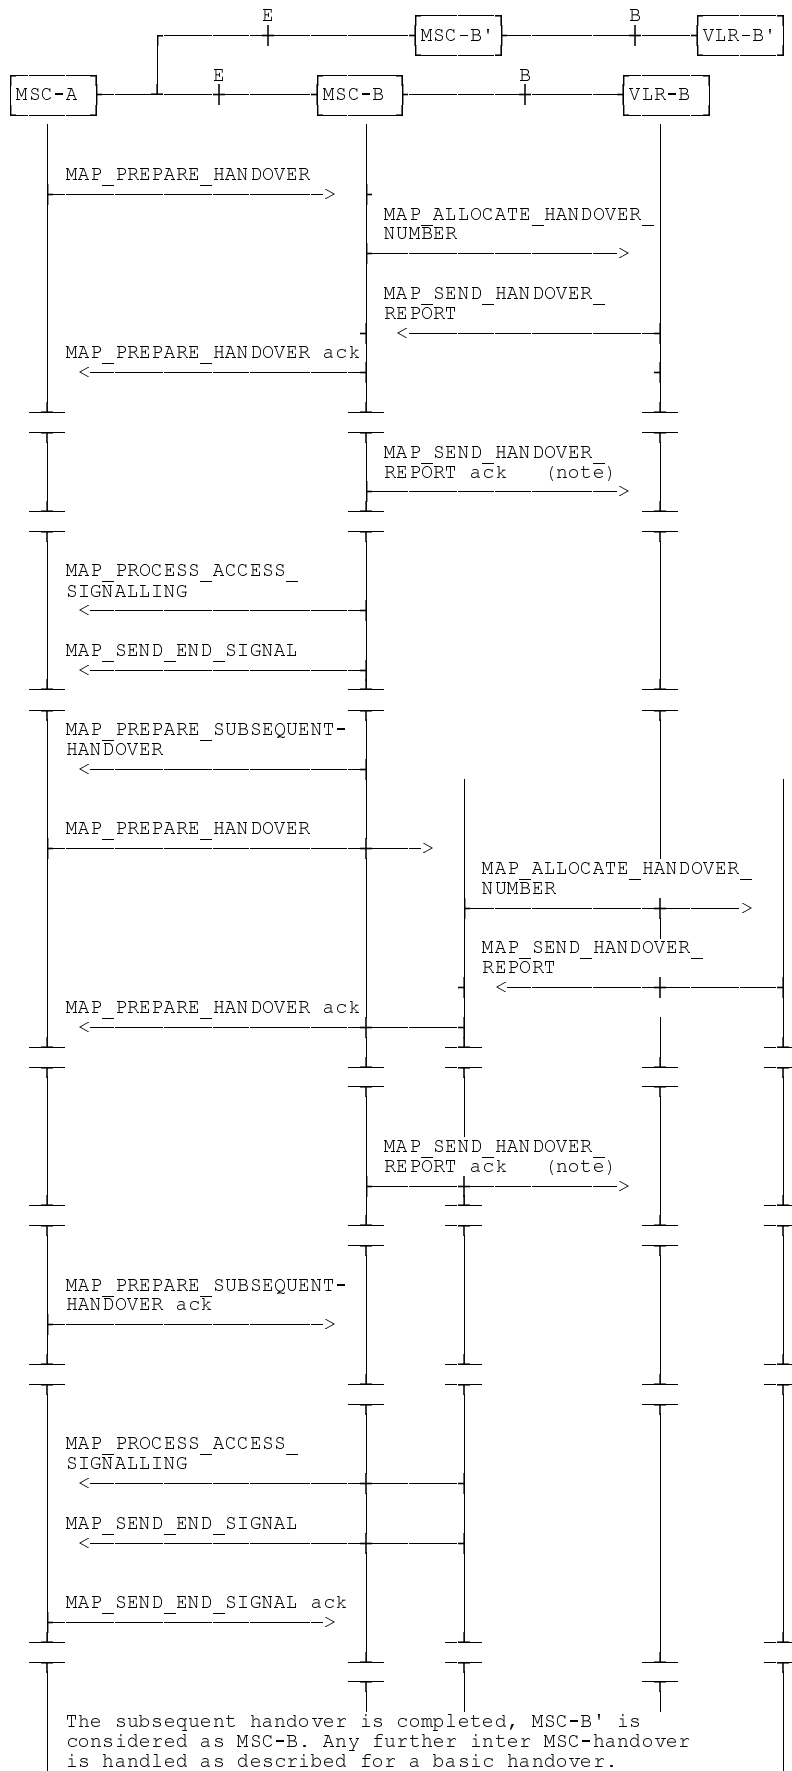 E
B
MSC-B'
VLR-B'
E
B
MSC-A
MSC-B
VLR-B
MAP_PREPARE_HANDOVER
MAP_ALLOCATE_HANDOVER_
NUMBER
MAP_SEND_HANDOVER_
REPORT
MAP_PREPARE_HANDOVER ack
MAP_SEND_HANDOVER_
REPORT ack (note)
MAP_PROCESS_ACCESS_
SIGNALLING
MAP_SEND_END_SIGNAL
MAP_PREPARE_SUBSEQUENT-
HANDOVER
MAP_PREPARE_HANDOVER
MAP_ALLOCATE_HANDOVER_
NUMBER
MAP_SEND_HANDOVER_
REPORT
MAP_PREPARE_HANDOVER ack
MAP_SEND_HANDOVER_
REPORT ack (note)
MAP_PREPARE_SUBSEQUENT-
HANDOVER ack
MAP_PROCESS_ACCESS_
SIGNALLING
MAP_SEND_END_SIGNAL
MAP_SEND_END_SIGNAL ack
The subsequent handover is completed, MSC-B' is
considered as MSC-B. Any further inter MSC-handover
is handled as described for a basic handover.